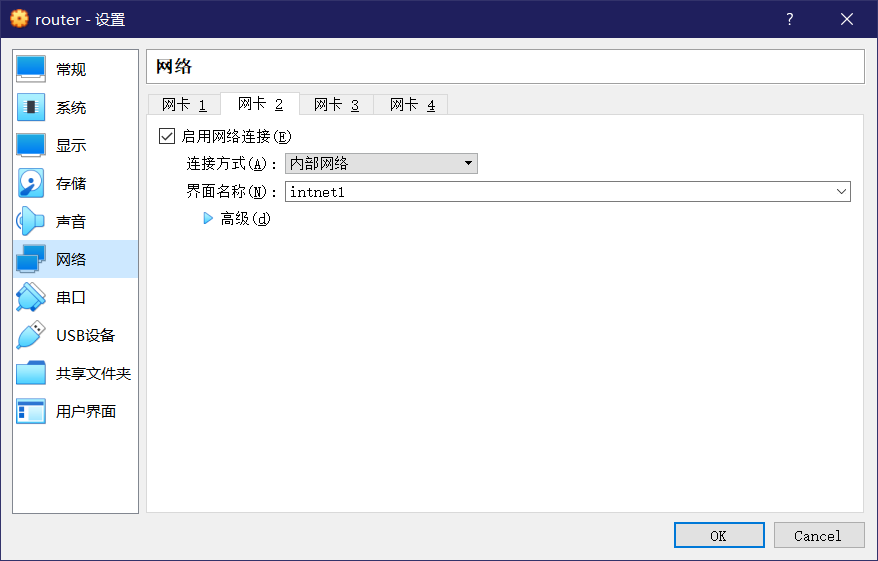 router - 设置
常规
系统
显示
存储
声音
网络
串口
USB设备
共享文件夹
用户界面
网络
网卡 1 网卡 2 网卡 3 网卡 4
启用网络连接(E)
连接方式(A)： 内部网络
界面名称(N)： intnet1
高级(d)
OK Cancel